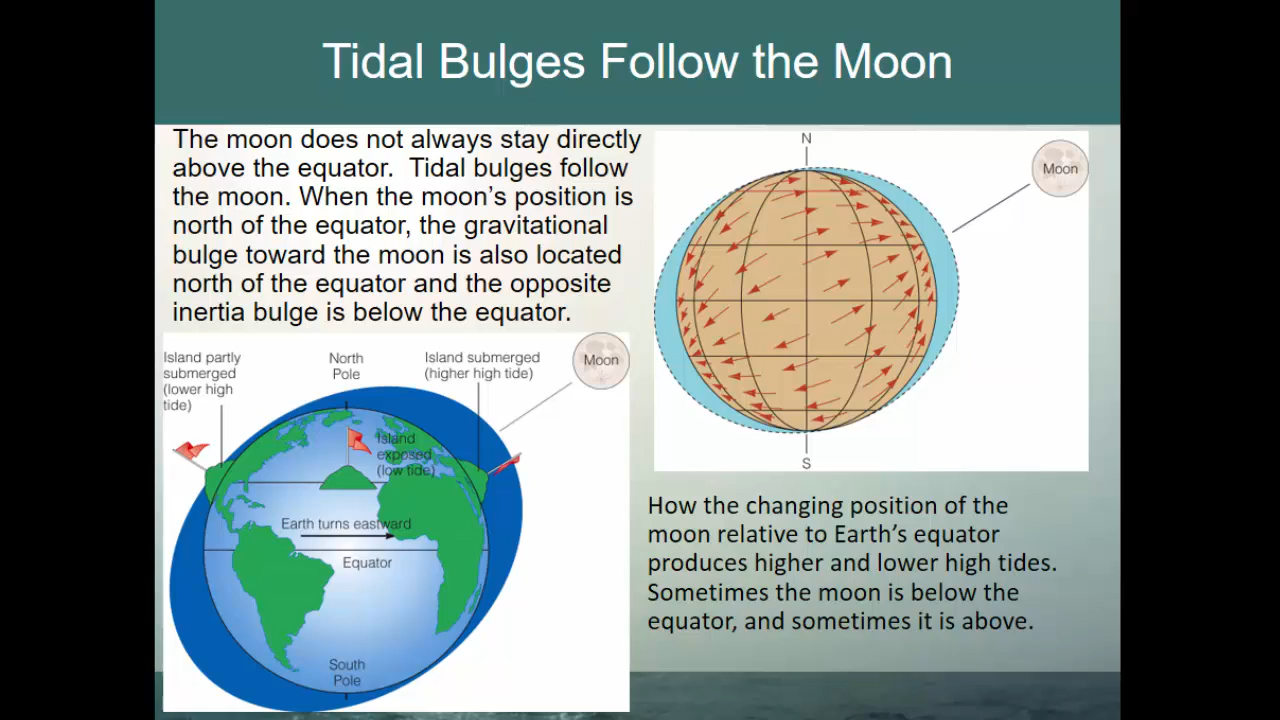 Tidal Bulges Follow the Moon
The moon does not always stay directly
above the equator.  Tidal bulges follow
the moon. When the moon’s position is
north of the equator, the gravitational
bulge toward the moon is also located
north of the equator and the opposite
inertia bulge is below the equator.
N
Moon
S
Island partly
submerged
(lower high
tide)
North
Pole
Island submerged
(higher high tide)
Moon
Island
exposed
(low tide)
Earth turns eastward
Equator
South
Pole
How the changing position of the
moon relative to Earth’s equator
produces higher and lower high tides.
Sometimes the moon is below the
equator, and sometimes it is above.